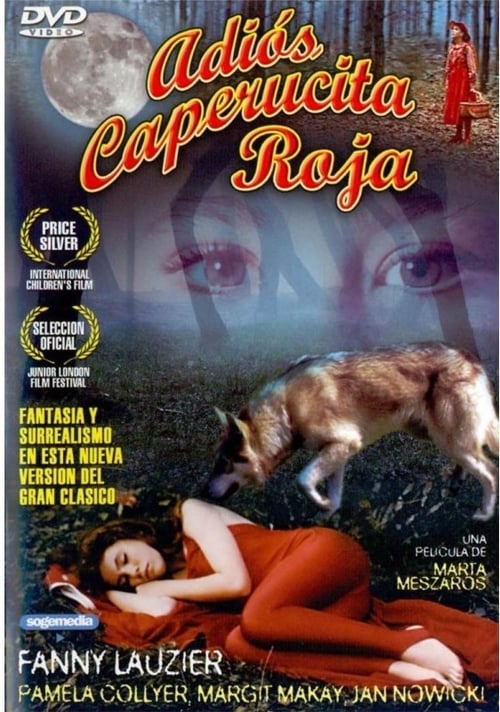 DVD
VIDEO
Adiós
Caperucita
Roja
PRICE
SILVER
INTERNATIONAL
CHILDREN'S FILM
SELECCION
OFICIAL
JUNIOR LONDON
FILM FESTIVAL
FANTASIA Y
SURREALISMO
EN ESTA NUEVA
VERSION DEL
GRAN CLASICO
UNA
PELICULA DE
MARTA
MESZAROS
sogemedia
FANNY LAUZIER
PAMELA COLLYER, MARGIT MAKAY, JAN NOWICKI